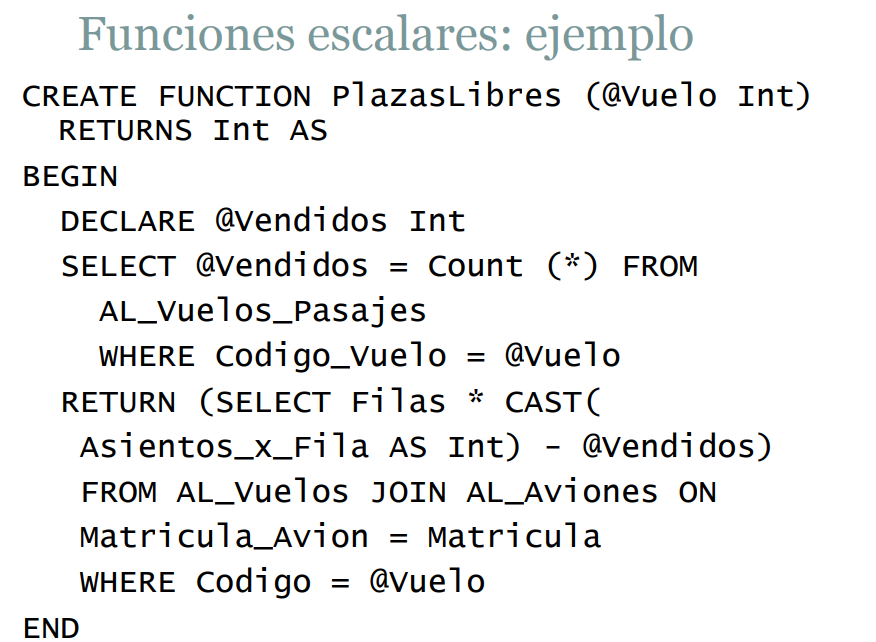 Funciones escalares: ejemplo
CREATE FUNCTION PlazasLibres (@Vuelo Int)
RETURNS Int AS
BEGIN
DECLARE @Vendidos Int
SELECT @Vendidos = Count (*) FROM
AL_Vuelos_Pasajes
WHERE Codigo_Vuelo = @Vuelo
RETURN (SELECT Filas * CAST(
Asientos_x_Fila AS Int) - @Vendidos)
FROM AL_Vuelos JOIN AL_Aviones ON
Matricula_Avion = Matricula
WHERE Codigo = @Vuelo
END